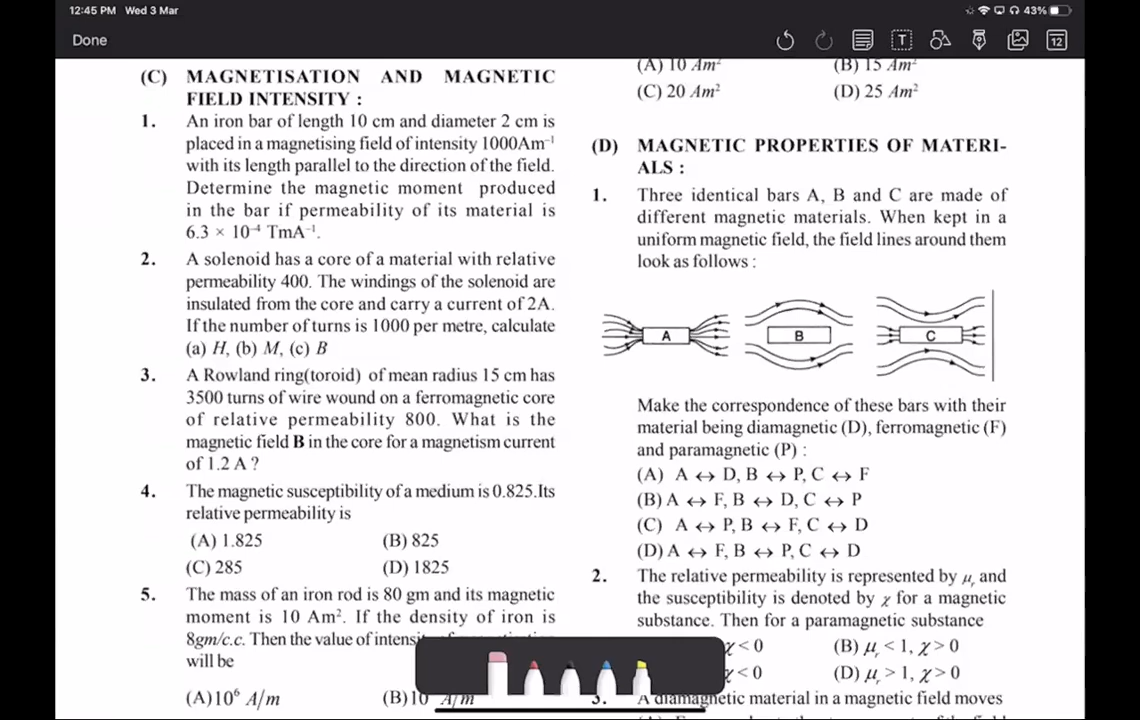 12:45 PM Wed 3 Mar
43%
Done
T
12
(C) MAGNETISATION AND MAGNETIC
FIELD INTENSITY :
1. An iron bar of length 10 cm and diameter 2 cm is
placed in a magnetising field of intensity 1000Am⁻¹
with its length parallel to the direction of the field.
Determine the magnetic moment produced
in the bar if permeability of its material is
6.3 × 10⁻⁴ TmA⁻¹.
2. A solenoid has a core of a material with relative
permeability 400. The windings of the solenoid are
insulated from the core and carry a current of 2A.
If the number of turns is 1000 per metre, calculate
(a) H, (b) M, (c) B
3. A Rowland ring(toroid) of mean radius 15 cm has
3500 turns of wire wound on a ferromagnetic core
of relative permeability 800. What is the
magnetic field B in the core for a magnetism current
of 1.2 A ?
4. The magnetic susceptibility of a medium is 0.825.Its
relative permeability is
(A) 1.825 (B) 825
(C) 285 (D) 1825
5. The mass of an iron rod is 80 gm and its magnetic
moment is 10 Am². If the density of iron is
8gm/c.c. Then the value of
will be
(A)10⁶ A/m (B)10 A/m
(A) 10 Am² (B) 15 Am²
(C) 20 Am² (D) 25 Am²
(D) MAGNETIC PROPERTIES OF MATERI-
ALS :
1. Three identical bars A, B and C are made of
different magnetic materials. When kept in a
uniform magnetic field, the field lines around them
look as follows :
A B C
Make the correspondence of these bars with their
material being diamagnetic (D), ferromagnetic (F)
and paramagnetic (P) :
(A) A ↔ D, B ↔ P, C ↔ F
(B) A ↔ F, B ↔ D, C ↔ P
(C) A ↔ P, B ↔ F, C ↔ D
(D) A ↔ F, B ↔ P, C ↔ D
2. The relative permeability is represented by μᵣ and
the susceptibility is denoted by χ for a magnetic
substance. Then for a paramagnetic substance
χ < 0 (B) μᵣ < 1, χ > 0
χ < 0 (D) μᵣ > 1, χ > 0
3. A diamagnetic material in a magnetic field moves